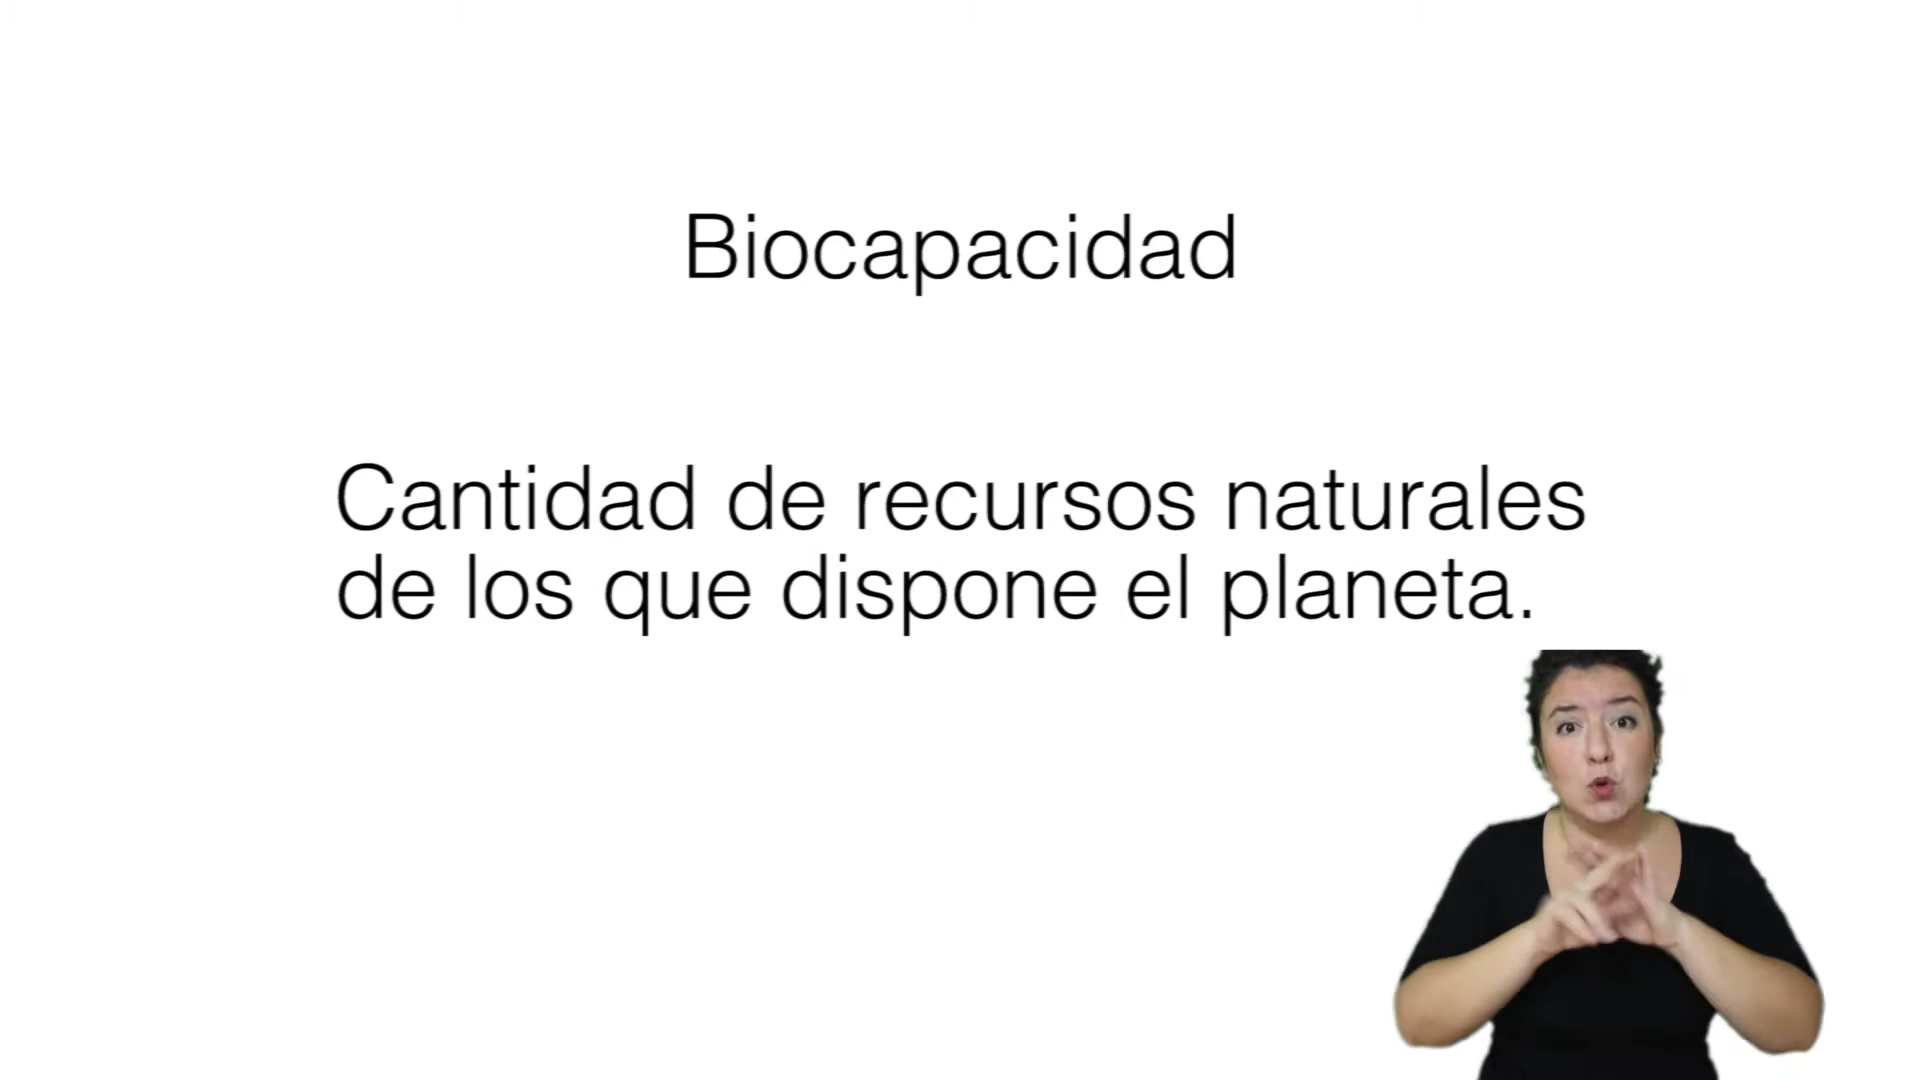 Biocapacidad
Cantidad de recursos naturales
de los que dispone el planeta.